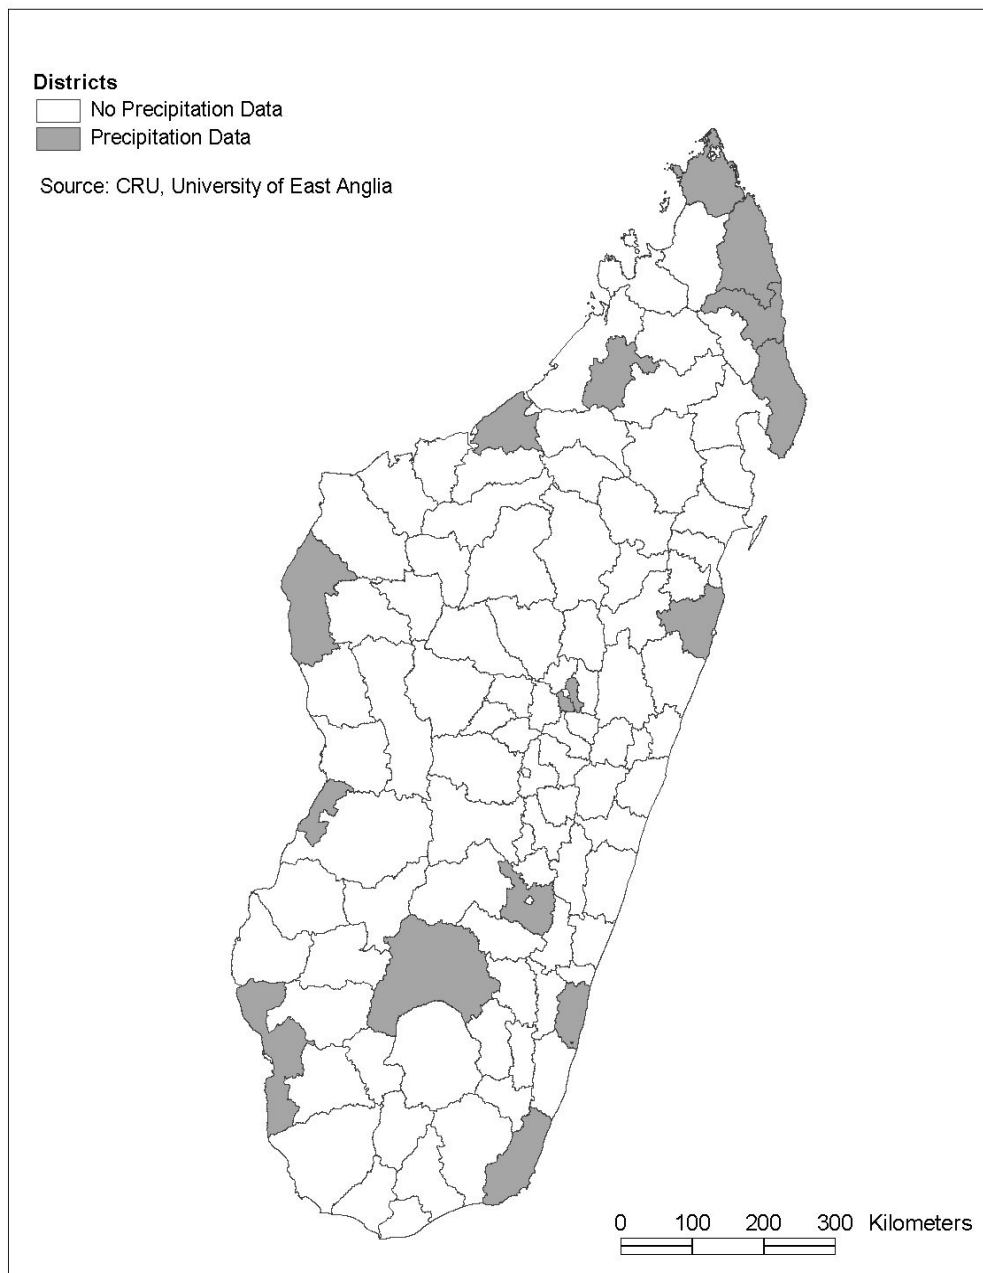 Districts
No Precipitation Data
Precipitation Data
Source: CRU, University of East Anglia
0 100 200 300 Kilometers